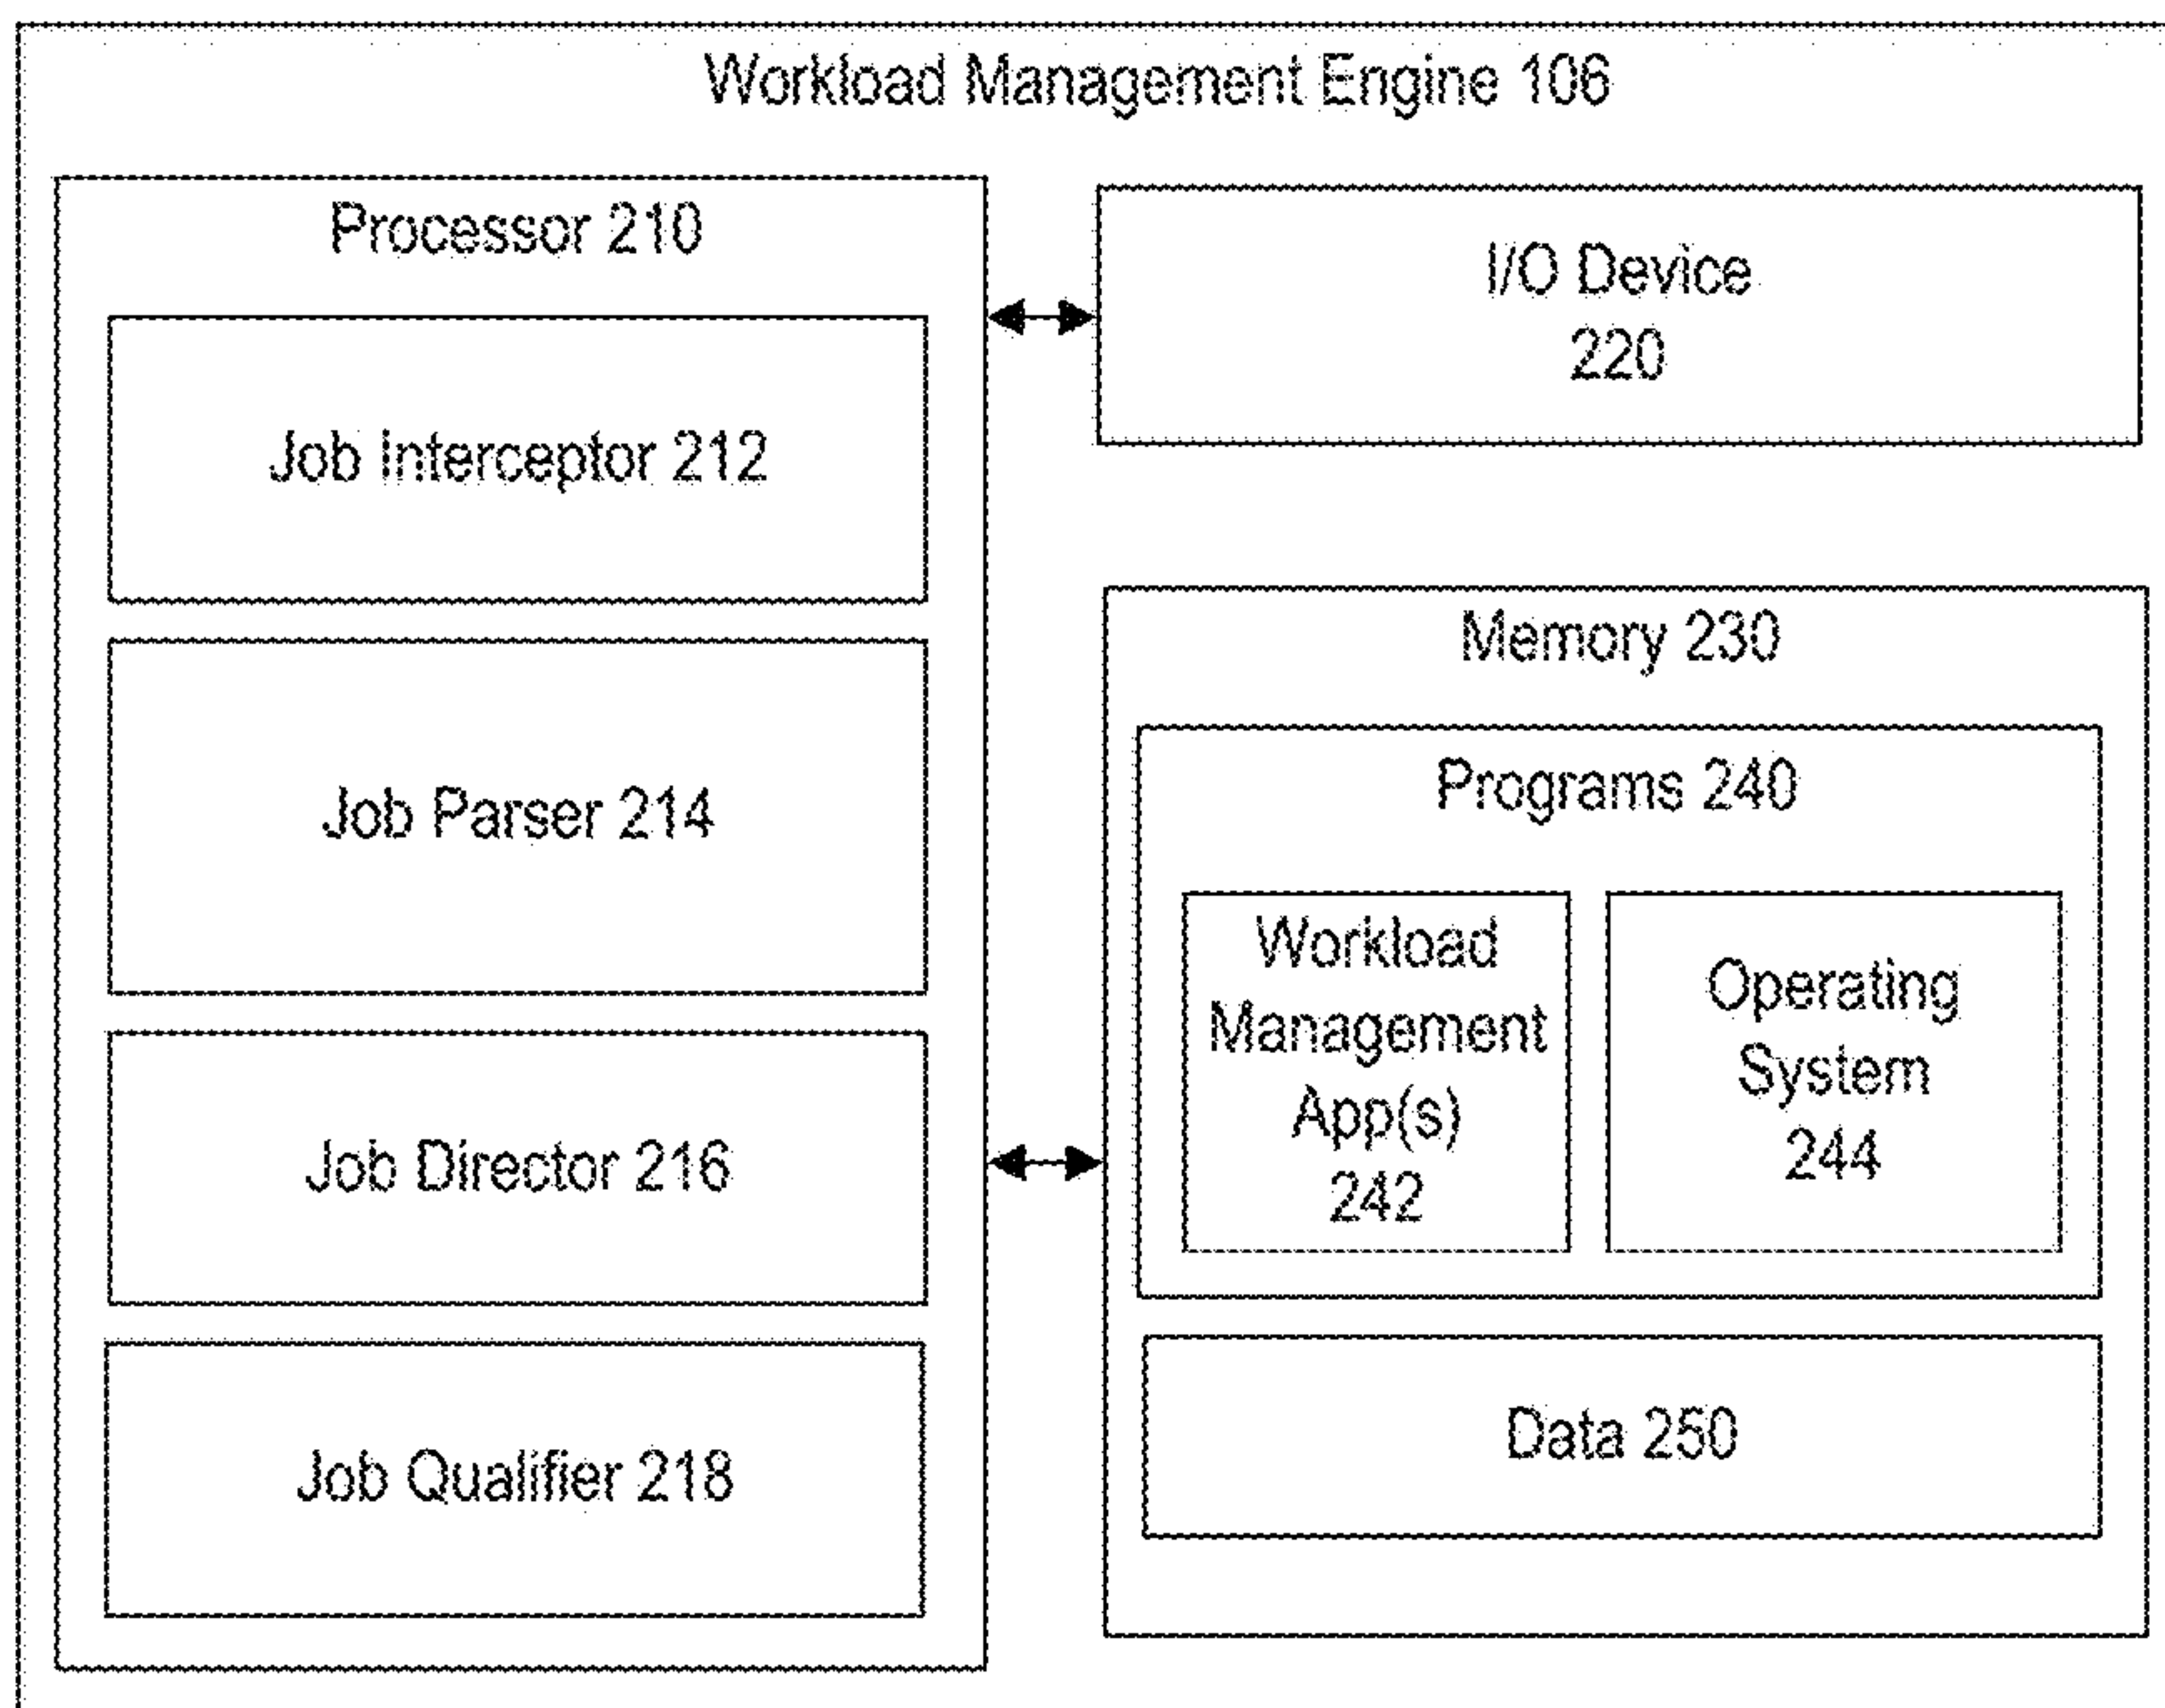 Workload Management Engine 106
Processor 210
Job Interceptor 212
Job Parser 214
Job Director 216
Job Qualifier 218
I/O Device
220
Memory 230
Programs 240
Workload
Management
App(s)
242
Operating
System
244
Data 250